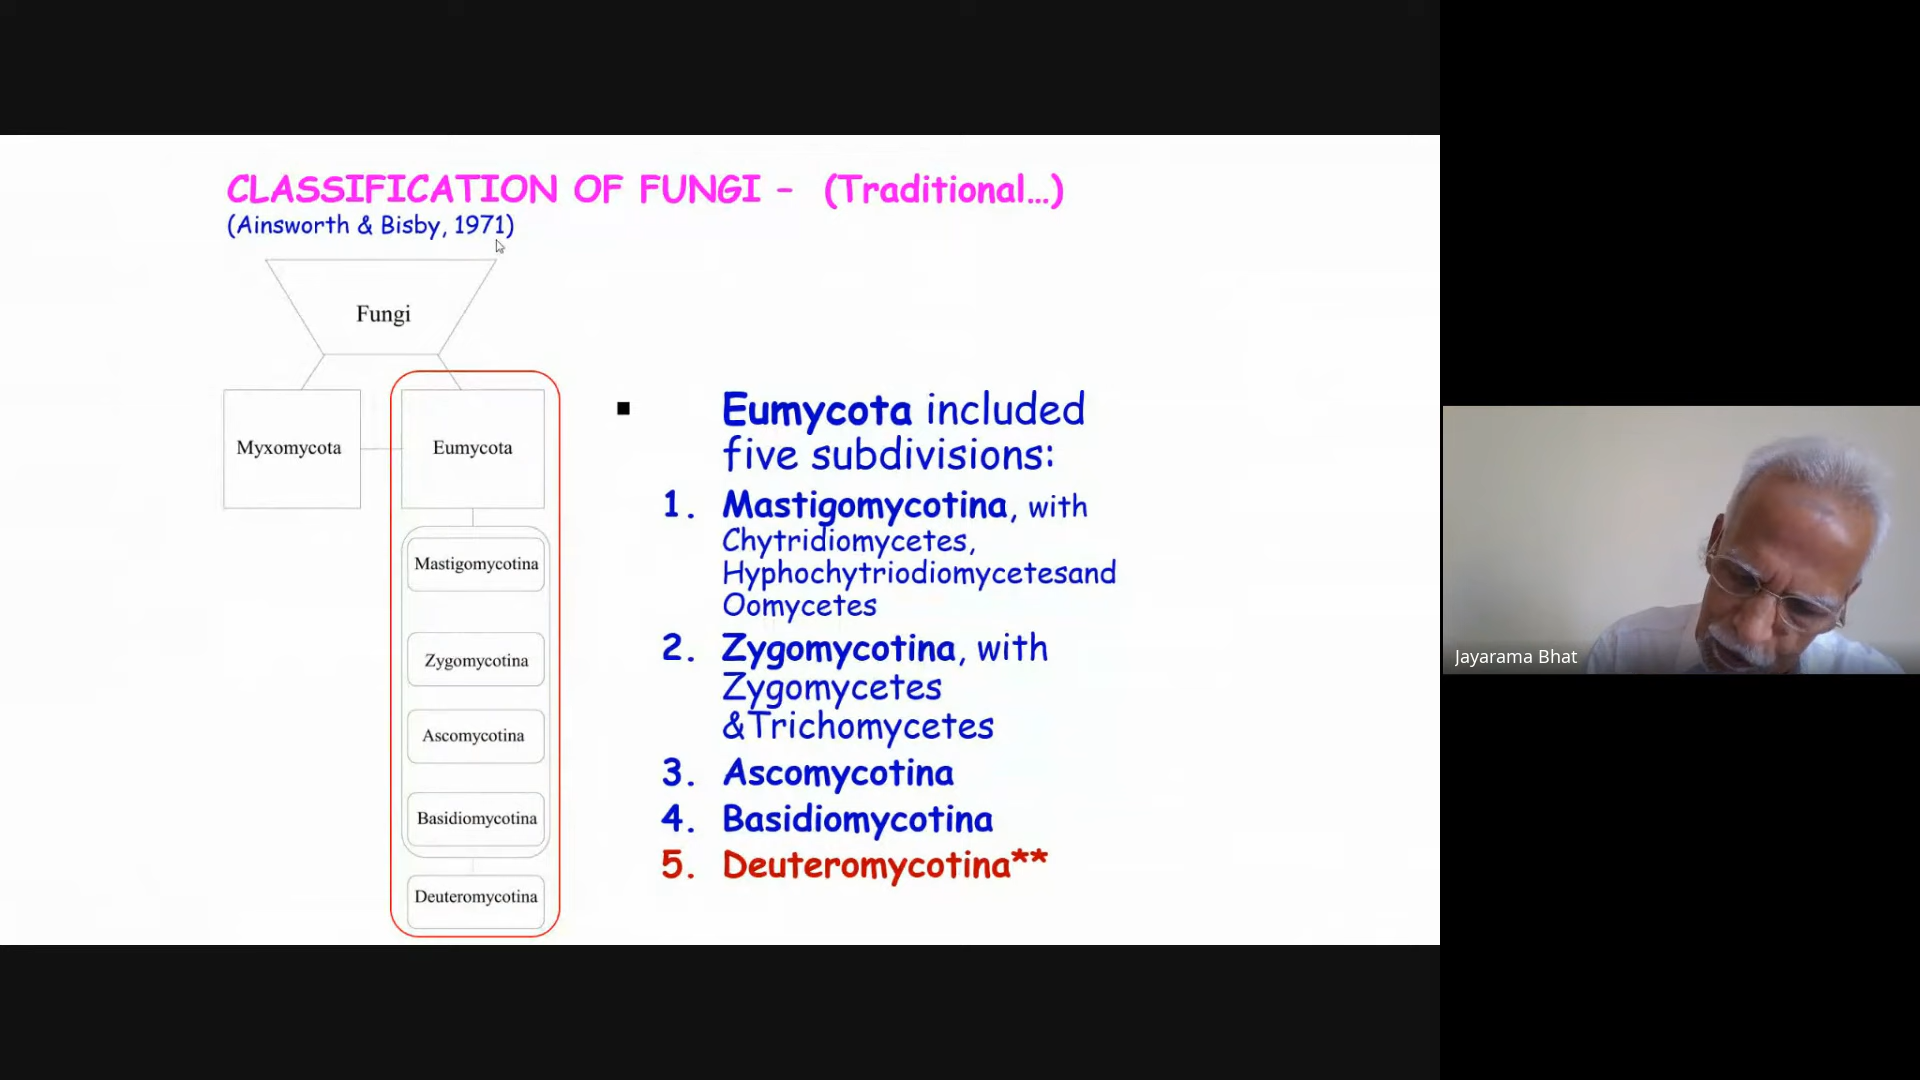 CLASSIFICATION OF FUNGI – (Traditional...)
(Ainsworth & Bisby, 1971)
Fungi
Myxomycota
Eumycota
Mastigomycotina
Zygomycotina
Ascomycotina
Basidiomycotina
Deuteromycotina
▪ Eumycota included
five subdivisions:
1. Mastigomycotina, with
Chytridiomycetes,
Hyphochytriodiomycetesand
Oomycetes
2. Zygomycotina, with
Zygomycetes
&Trichomycetes
3. Ascomycotina
4. Basidiomycotina
5. Deuteromycotina**
Jayarama Bhat